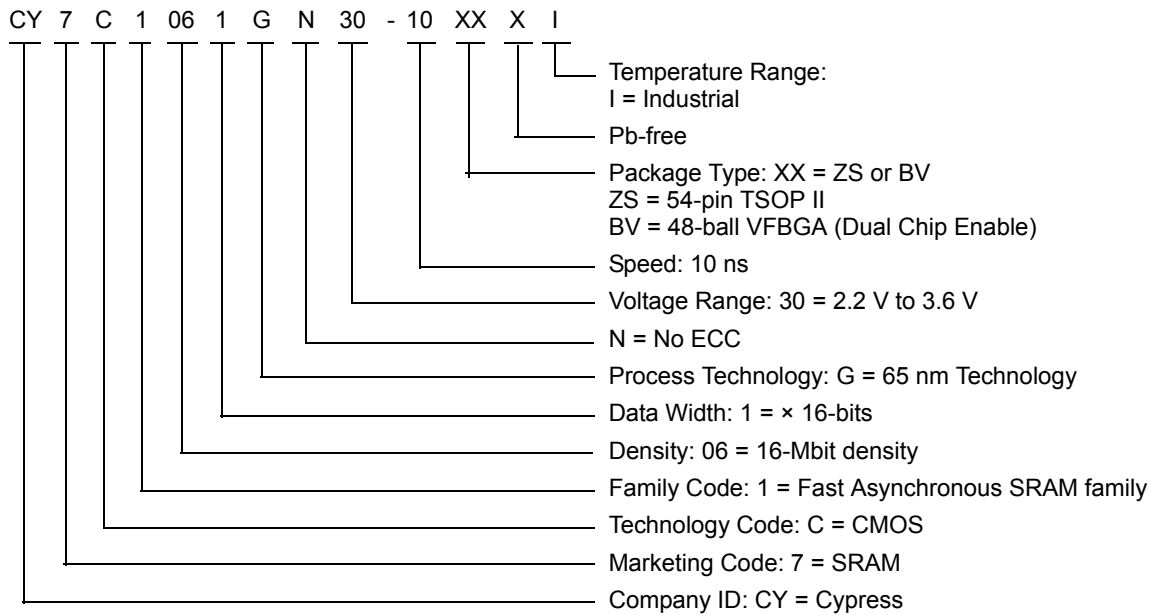 CY 7 C 1 06 1 G N 30 - 10 XX X I
Temperature Range:
I = Industrial
Pb-free
Package Type: XX = ZS or BV
ZS = 54-pin TSOP II
BV = 48-ball VFBGA (Dual Chip Enable)
Speed: 10 ns
Voltage Range: 30 = 2.2 V to 3.6 V
N = No ECC
Process Technology: G = 65 nm Technology
Data Width: 1 = × 16-bits
Density: 06 = 16-Mbit density
Family Code: 1 = Fast Asynchronous SRAM family
Technology Code: C = CMOS
Marketing Code: 7 = SRAM
Company ID: CY = Cypress